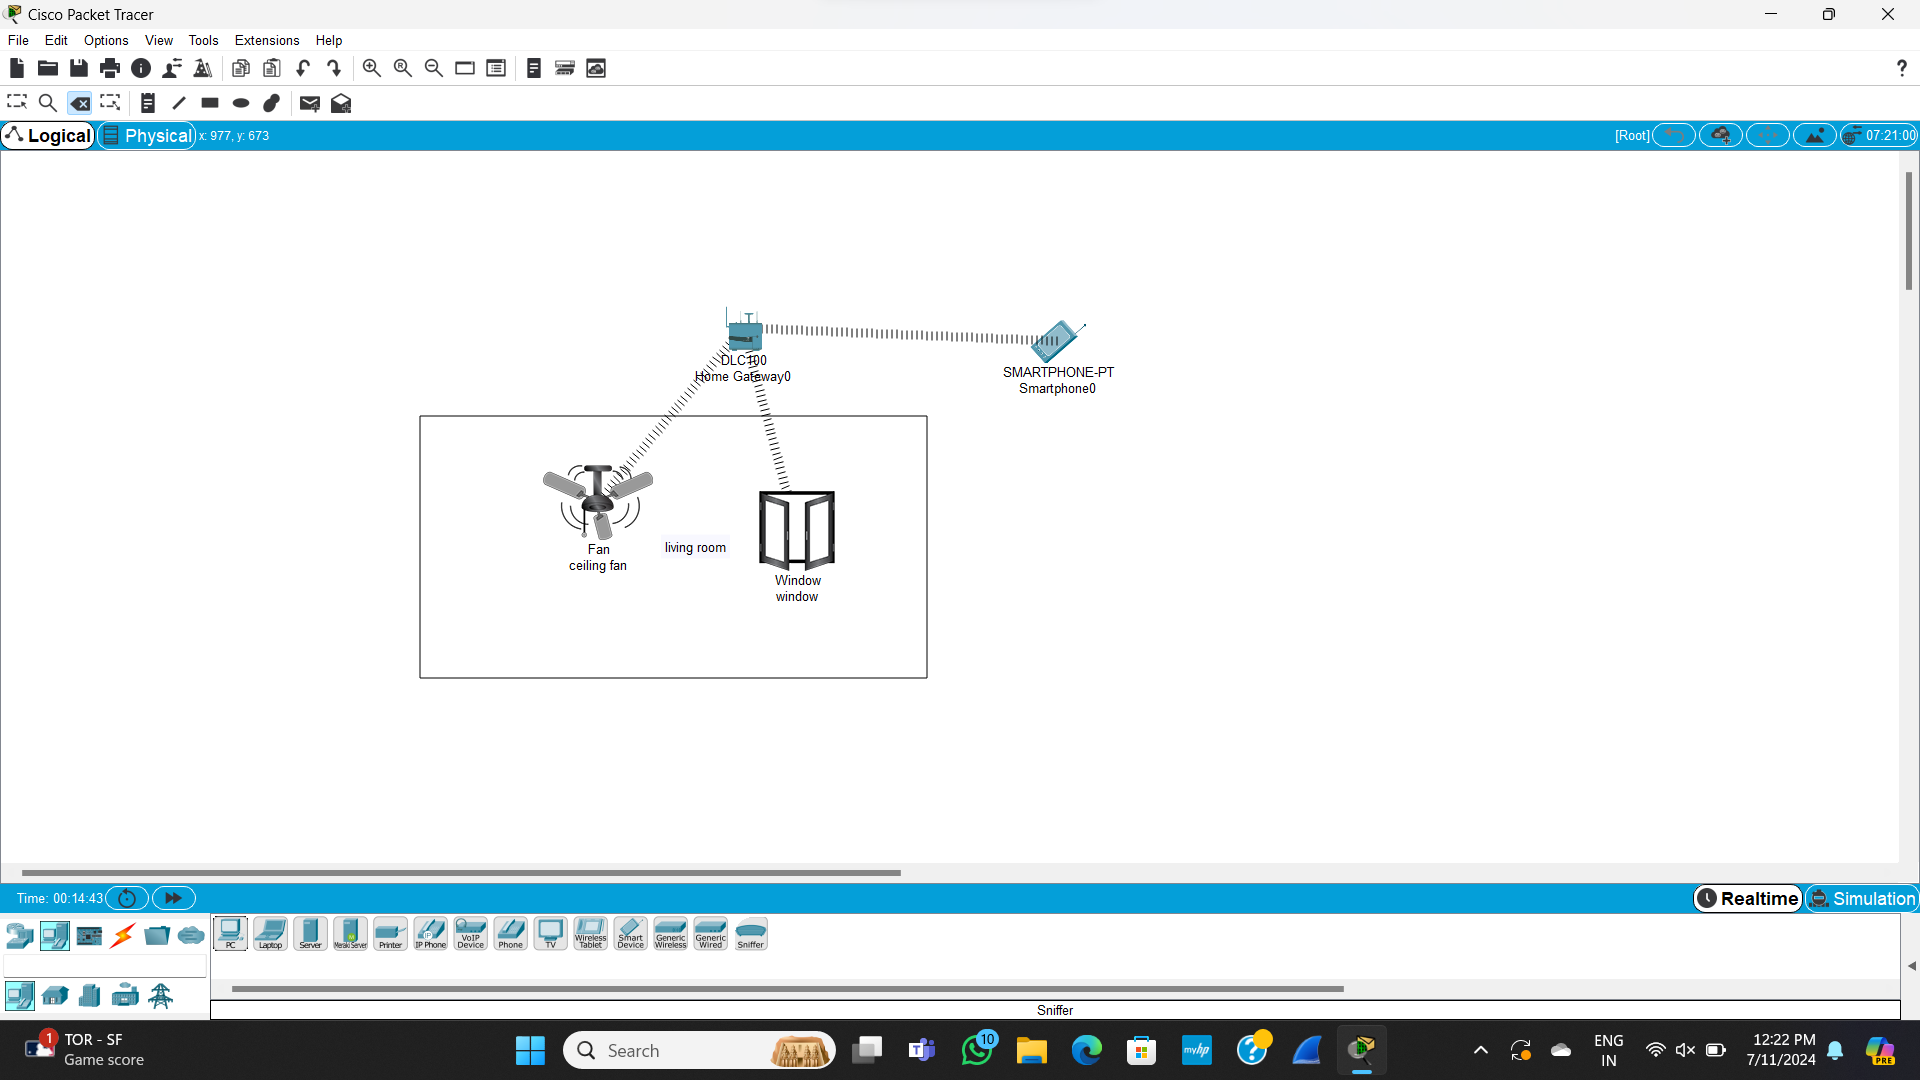 Cisco Packet Tracer
File Edit Options View Tools Extensions Help
?
Logical Physical x: 977, y: 673 [Root] 07:21:00
DLC100
Home Gateway0
SMARTPHONE-PT
Smartphone0
Fan
ceiling fan
living room
Window
window
Time: 00:14:43 Realtime Simulation
PC Laptop Server Meraki Server Printer IP Phone VoIP Device Phone TV Wireless Tablet Smart Device Generic Wireless Generic Wired Sniffer
Sniffer
1 TOR - SF
Game score
Search
10
myhp
ENG
IN
12:22 PM
7/11/2024
PRE